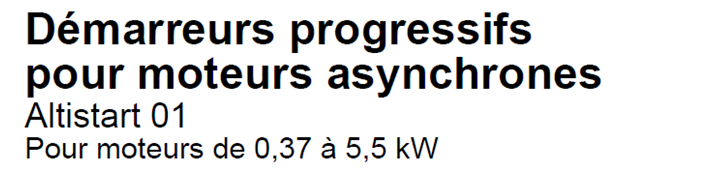 Démarreurs progressifs
pour moteurs asynchrones
Altistart 01
Pour moteurs de 0,37 à 5,5 kW